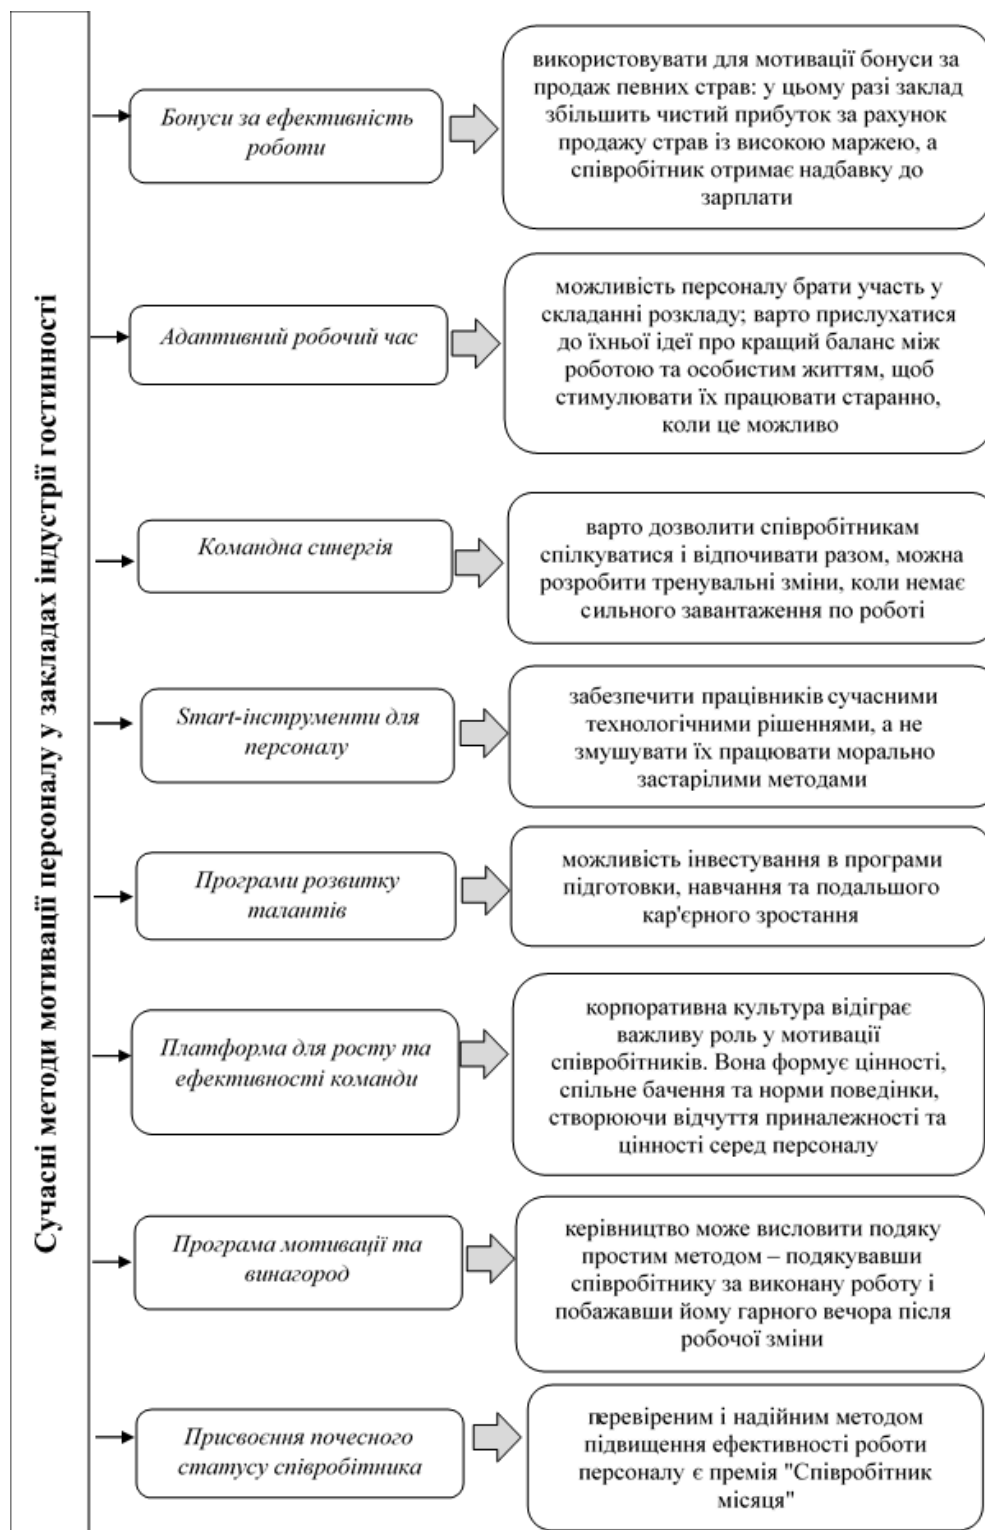 Сучасні методи мотивації персоналу у закладах індустрії гостинності
Бонуси за ефективність
роботи
використовувати для мотивації бонуси за
продаж певних страв: у цьому разі заклад
збільшить чистий прибуток за рахунок
продажу страв із високою маржею, а
співробітник отримає надбавку до
зарплати
Адаптивний робочий час
можливість персоналу брати участь у
складанні розкладу; варто прислухатися
до їхньої ідеї про кращий баланс між
роботою та особистим життям, щоб
стимулювати їх працювати старанно,
коли це можливо
Командна синергія
варто дозволити співробітникам
спілкуватися і відпочивати разом, можна
розробити тренувальні зміни, коли немає
сильного завантаження по роботі
Smart-інструменти для
персоналу
забезпечити працівників сучасними
технологічними рішеннями, а не
змушувати їх працювати морально
застарілими методами
Програми розвитку
талантів
можливість інвестування в програми
підготовки, навчання та подальшого
кар'єрного зростання
Платформа для росту та
ефективності команди
корпоративна культура відіграє
важливу роль у мотивації
співробітників. Вона формує цінності,
спільне бачення та норми поведінки,
створюючи відчуття приналежності та
цінності серед персоналу
Програма мотивації та
винагород
керівництво може висловити подяку
простим методом – подякувавши
співробітнику за виконану роботу і
побажавши йому гарного вечора після
робочої зміни
Присвоєння почесного
статусу співробітника
перевіреним і надійним методом
підвищення ефективності роботи
персоналу є премія "Співробітник
місяця"